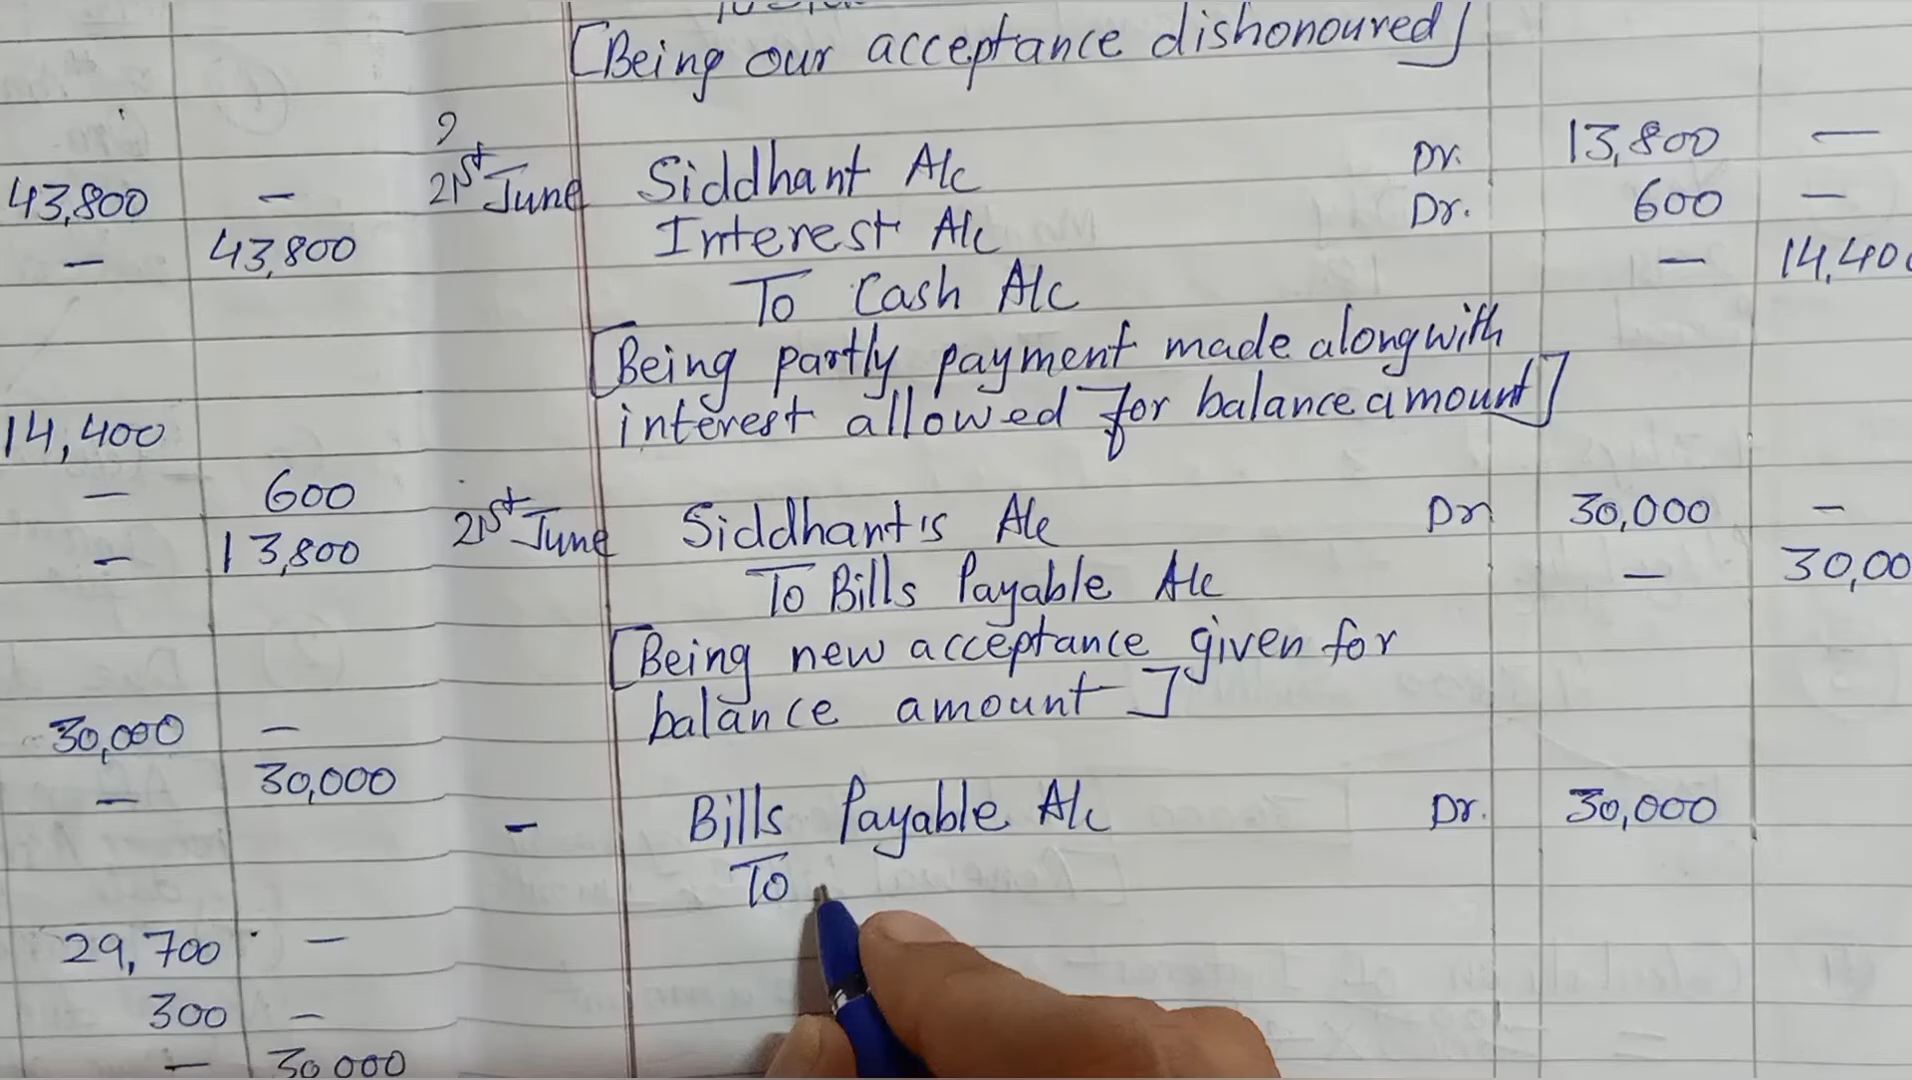 [Being our acceptance dishonoured]
2
43,800 - 21st June Siddhant A/c Dr. 13,800 -
- 43,800 Interest A/c Dr. 600 -
To Cash A/c - 14,400
[Being partly payment made alongwith
14,400 interest allowed for balance amount]
- 600 21st June Siddhant's A/c Dr 30,000 -
- 13,800 To Bills Payable A/c - 30,00
[Being new acceptance given for
30,000 - balance amount]
- 30,000
- Bills Payable A/c Dr. 30,000
To
29,700 -
300 -
- 30,000